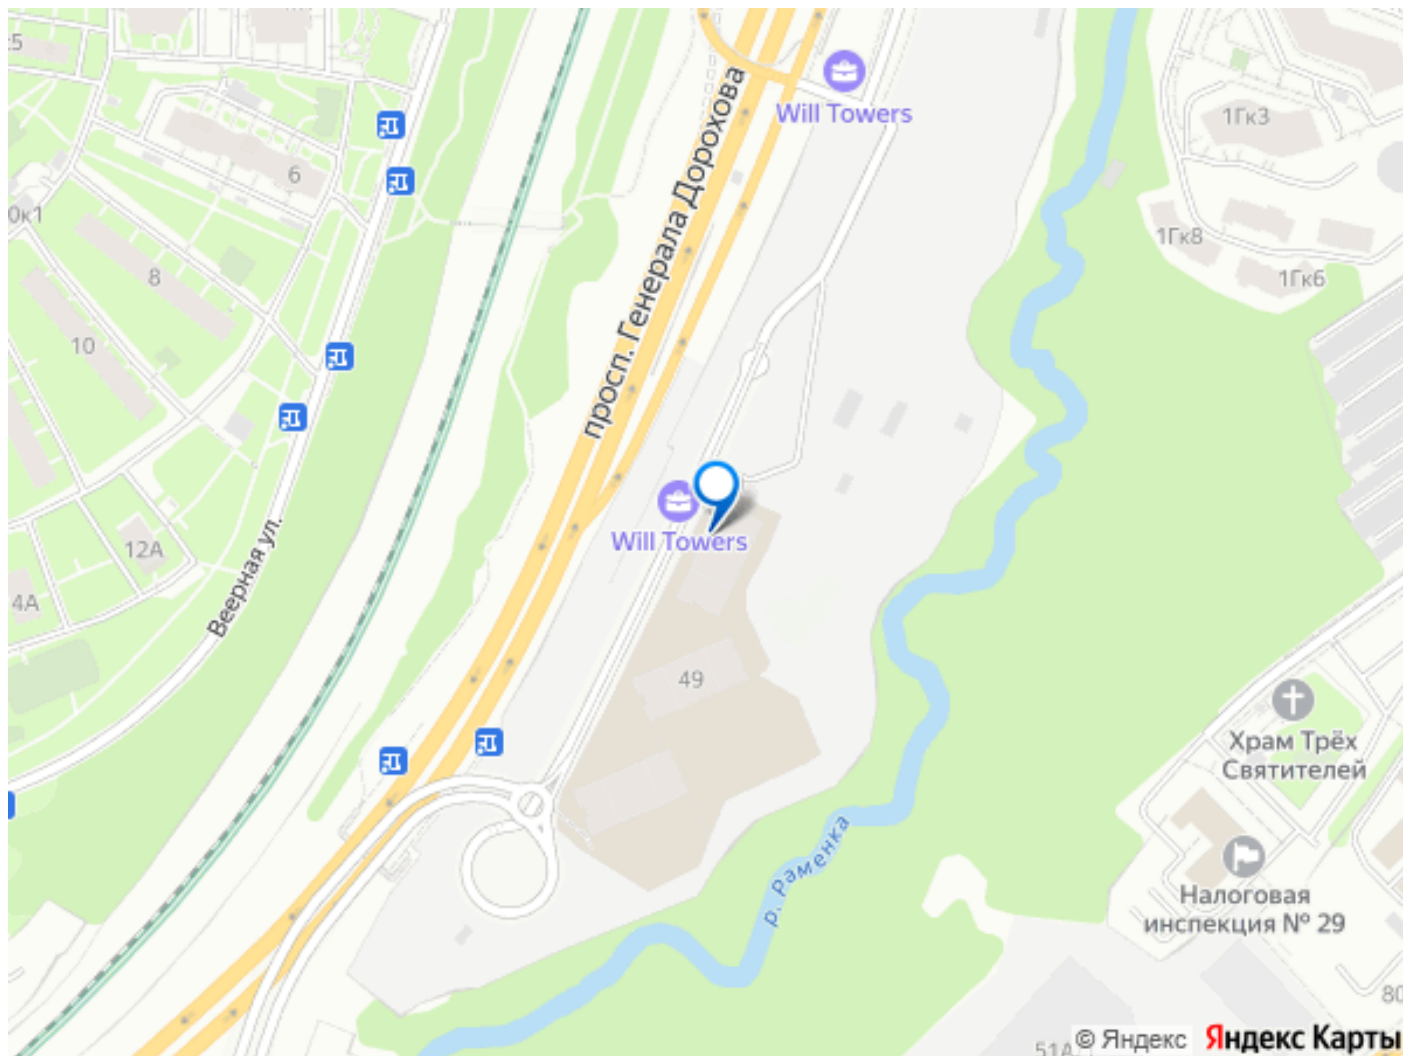 Will Towers
1Гк3
6
0к1
1Гк8
8
1Гк6
просп. Генерала Дорохова
10
Will Towers
12А
4А
Веерная ул.
49
Храм Трёх
Святителей
р. Раменка
Налоговая
инспекция № 29
80
51А
© Яндекс
Яндекс Карты